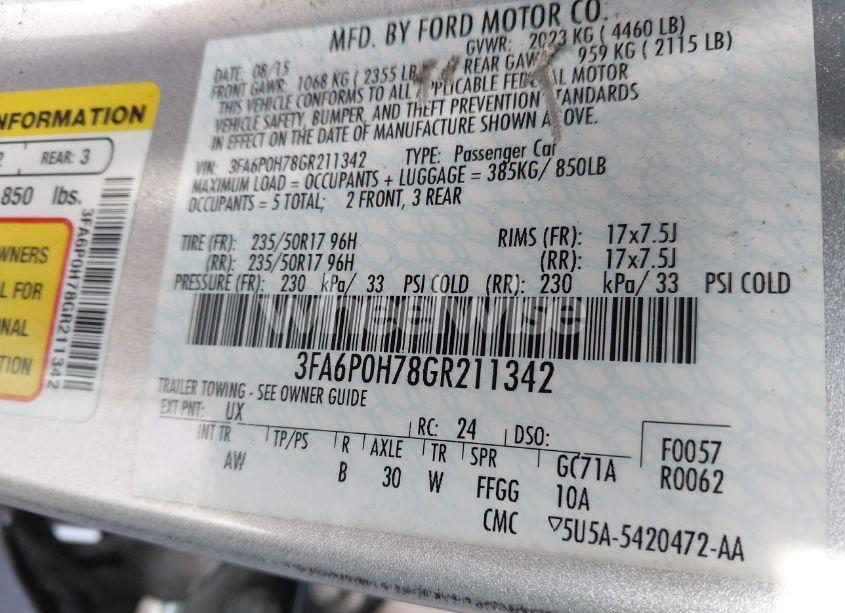 MFD. BY FORD MOTOR CO.
DATE: 08/15 GVWR: 2023 KG ( 4460 LB)
FRONT GAWR: 1068 KG ( 2355 LB) REAR GAWR: 959 KG ( 2115 LB)
THIS VEHICLE CONFORMS TO ALL APPLICABLE FEDERAL MOTOR
VEHICLE SAFETY, BUMPER, AND THEFT PREVENTION STANDARDS
IN EFFECT ON THE DATE OF MANUFACTURE SHOWN ABOVE.
VIN: 3FA6P0H78GR211342 TYPE: Passenger Car
MAXIMUM LOAD = OCCUPANTS + LUGGAGE = 385KG/ 850LB
OCCUPANTS = 5 TOTAL; 2 FRONT, 3 REAR
TIRE (FR): 235/50R17 96H RIMS (FR): 17x7.5J
(RR): 235/50R17 96H (RR): 17x7.5J
PRESSURE (FR): 230 kPa/ 33 PSI COLD (RR): 230 kPa/ 33 PSI COLD
WheelWise
3FA6P0H78GR211342
TRAILER TOWING - SEE OWNER GUIDE
EXT PNT: UX RC: 24 DSO: F0057
INT TR TP/PS R AXLE TR SPR GC71A R0062
AW B 30 W FFGG 10A
CMC 5U5A-5420472-AA
INFORMATION
2 REAR: 3
850 lbs.
3FA6P0H78GR211342
OWNERS
L FOR
ONAL
TION